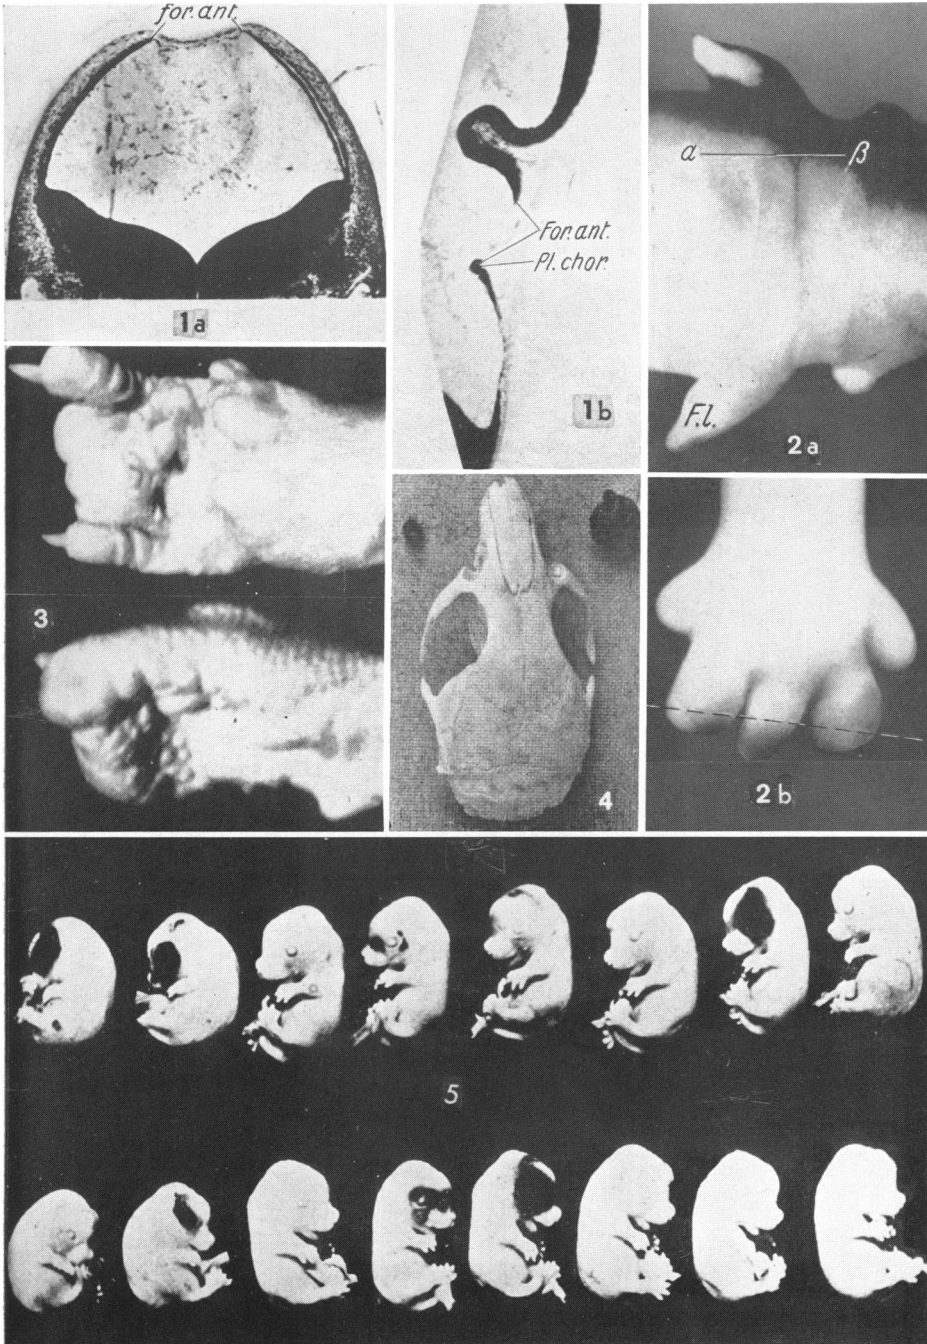 for. ant.
1a
For. ant.
Pl. chor.
1b
α
β
F.l.
2a
3
4
2b
5